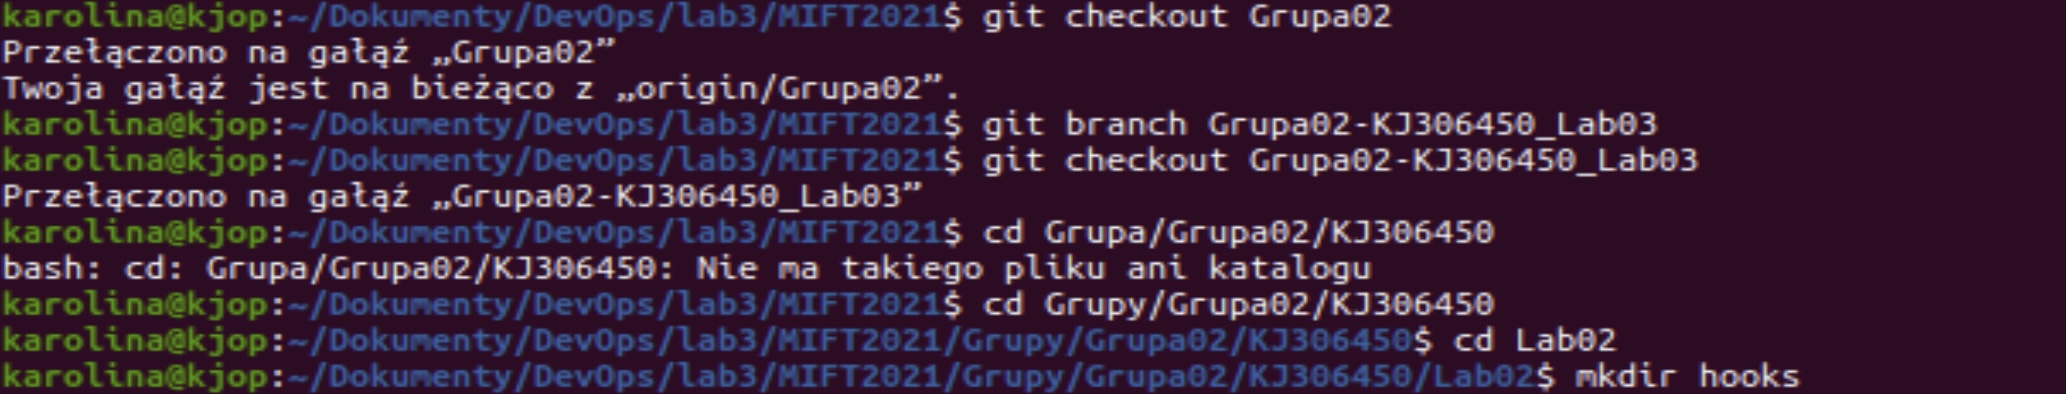 karolina@kjop:~/Dokumenty/DevOps/lab3/MIFT2021$ git checkout Grupa02
Przełączono na gałąź „Grupa02”
Twoja gałąź jest na bieżąco z „origin/Grupa02”.
karolina@kjop:~/Dokumenty/DevOps/lab3/MIFT2021$ git branch Grupa02-KJ306450_Lab03
karolina@kjop:~/Dokumenty/DevOps/lab3/MIFT2021$ git checkout Grupa02-KJ306450_Lab03
Przełączono na gałąź „Grupa02-KJ306450_Lab03”
karolina@kjop:~/Dokumenty/DevOps/lab3/MIFT2021$ cd Grupa/Grupa02/KJ306450
bash: cd: Grupa/Grupa02/KJ306450: Nie ma takiego pliku ani katalogu
karolina@kjop:~/Dokumenty/DevOps/lab3/MIFT2021$ cd Grupy/Grupa02/KJ306450
karolina@kjop:~/Dokumenty/DevOps/lab3/MIFT2021/Grupy/Grupa02/KJ306450$ cd Lab02
karolina@kjop:~/Dokumenty/DevOps/lab3/MIFT2021/Grupy/Grupa02/KJ306450/Lab02$ mkdir hooks